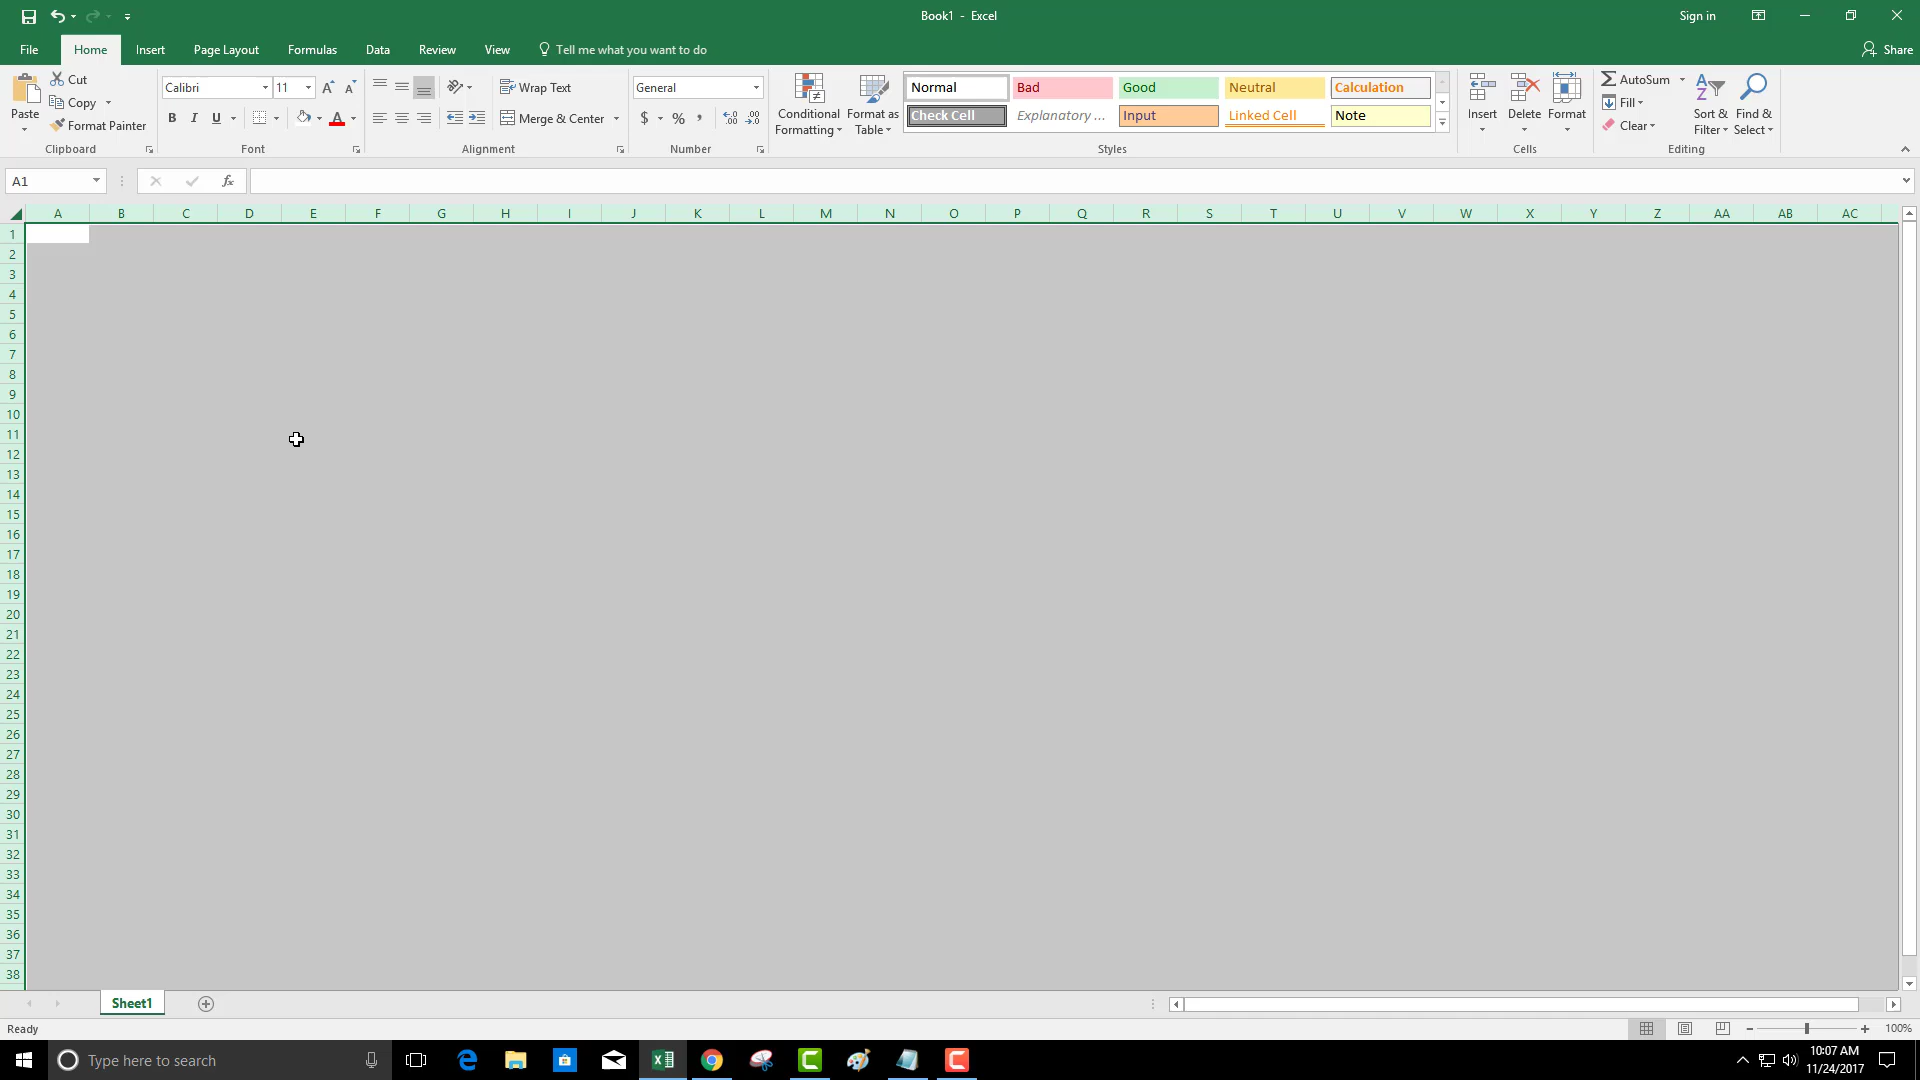 Book1 - Excel
Sign in
File Home Insert Page Layout Formulas Data Review View Tell me what you want to do Share
Paste
Cut
Copy
Format Painter
Clipboard
Calibri 11
B I U
Font
Wrap Text
Merge & Center
Alignment
General
$ % ,
Number
Conditional Formatting
Format as Table
Normal Bad Good Neutral Calculation
Check Cell Explanatory ... Input Linked Cell Note
Styles
Insert Delete Format
Cells
AutoSum
Fill
Clear
Sort & Filter
Find & Select
Editing
A1 fx
A B C D E F G H I J K L M N O P Q R S T U V W X Y Z AA AB AC
1
2
3
4
5
6
7
8
9
10
11
12
13
14
15
16
17
18
19
20
21
22
23
24
25
26
27
28
29
30
31
32
33
34
35
36
37
38
Sheet1
Ready
100%
Type here to search
10:07 AM
11/24/2017